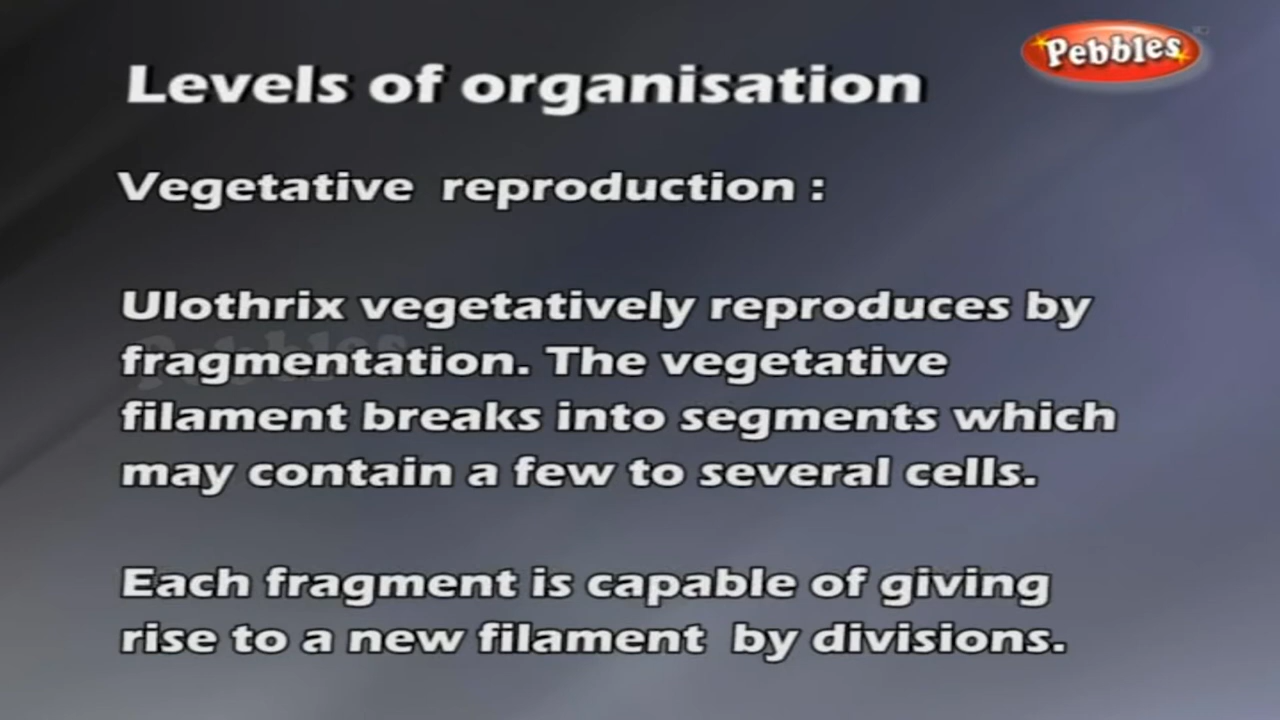 Pebbles
Levels of organisation
Vegetative reproduction :
Ulothrix vegetatively reproduces by
fragmentation. The vegetative
filament breaks into segments which
may contain a few to several cells.
Each fragment is capable of giving
rise to a new filament by divisions.
Pebbles